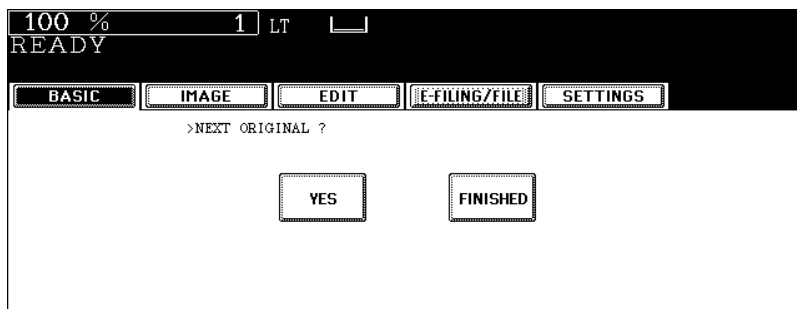 100 % 1 LT
READY
BASIC IMAGE EDIT E-FILING/FILE SETTINGS
>NEXT ORIGINAL ?
YES FINISHED